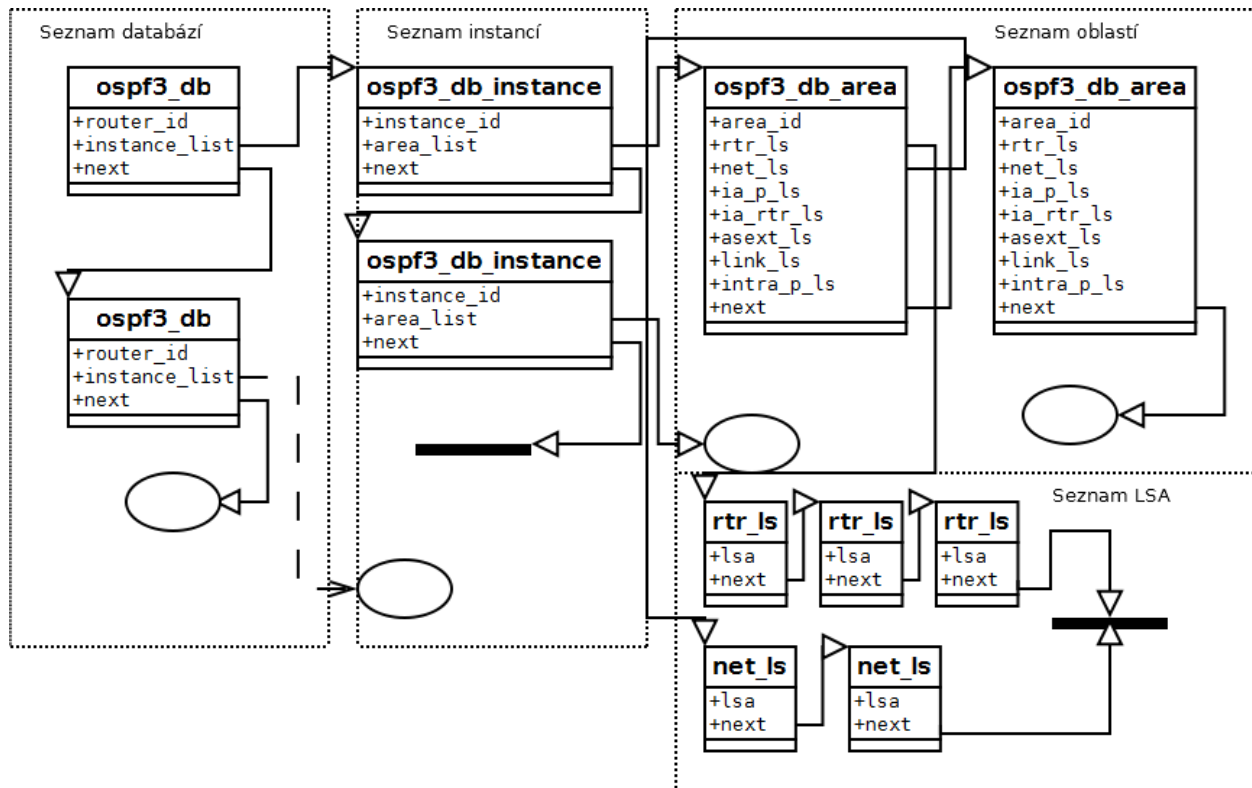 Seznam databází
ospf3_db
+router_id
+instance_list
+next
ospf3_db
+router_id
+instance_list
+next
Seznam instancí
ospf3_db_instance
+instance_id
+area_list
+next
ospf3_db_instance
+instance_id
+area_list
+next
Seznam oblastí
ospf3_db_area
+area_id
+rtr_ls
+net_ls
+ia_p_ls
+ia_rtr_ls
+asext_ls
+link_ls
+intra_p_ls
+next
ospf3_db_area
+area_id
+rtr_ls
+net_ls
+ia_p_ls
+ia_rtr_ls
+asext_ls
+link_ls
+intra_p_ls
+next
Seznam LSA
rtr_ls
+lsa
+next
rtr_ls
+lsa
+next
rtr_ls
+lsa
+next
net_ls
+lsa
+next
net_ls
+lsa
+next